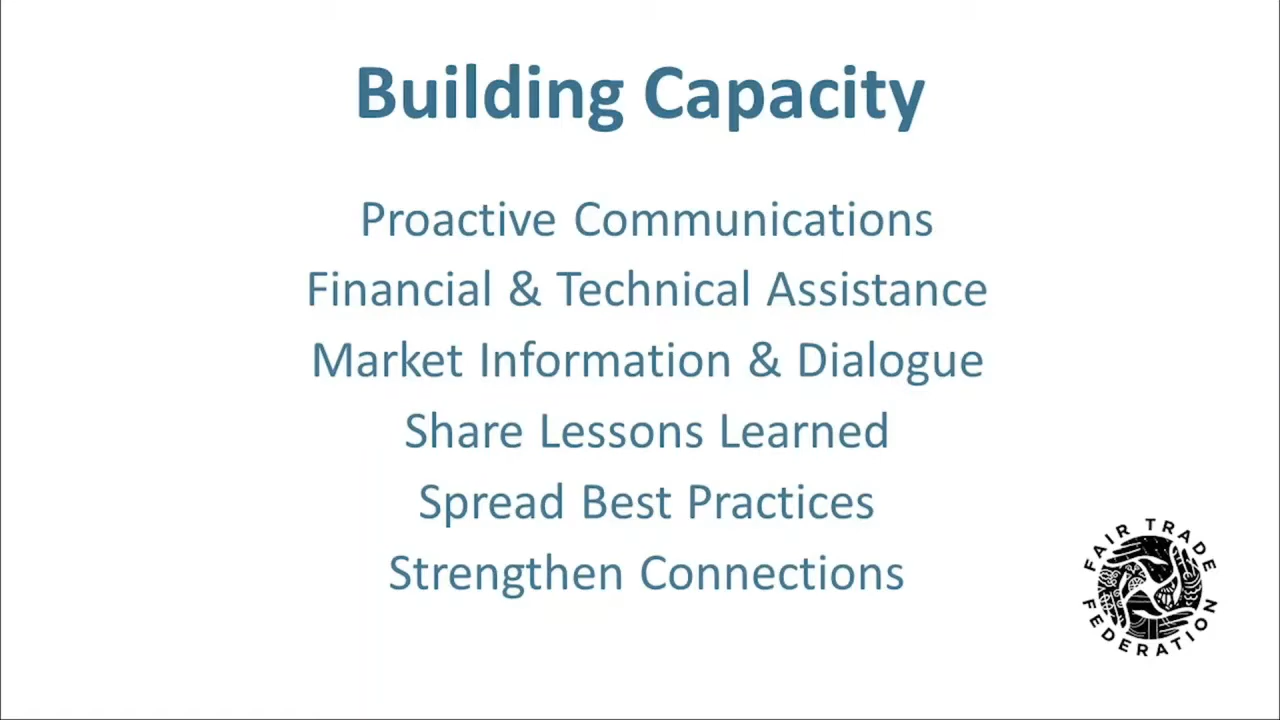 Building Capacity
Proactive Communications
Financial & Technical Assistance
Market Information & Dialogue
Share Lessons Learned
Spread Best Practices
Strengthen Connections
FAIR TRADE
FEDERATION